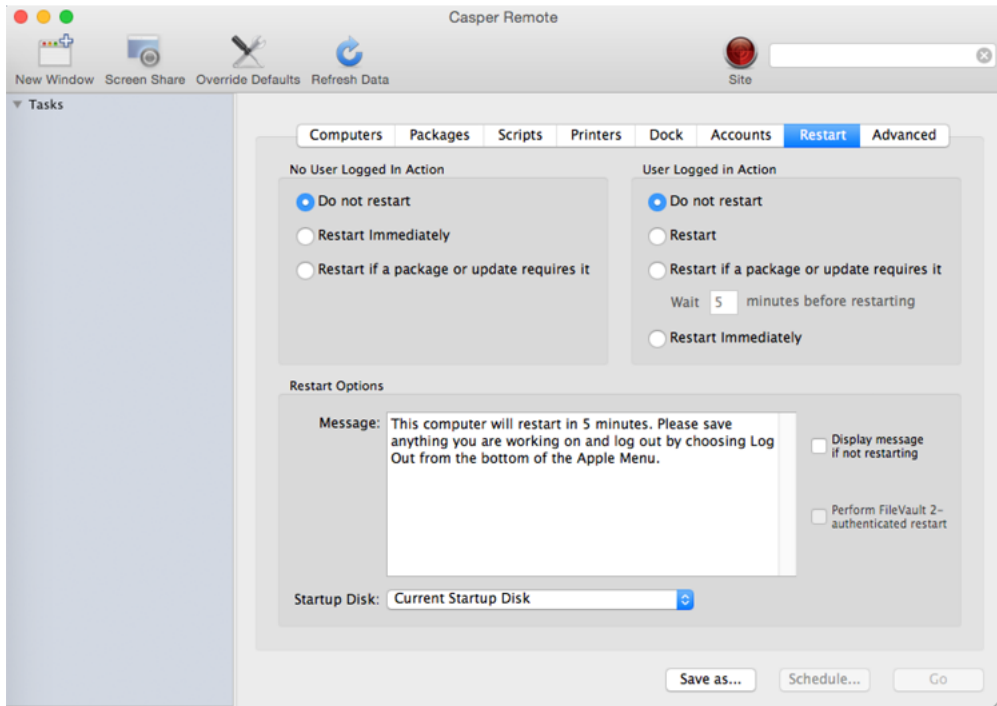 Casper Remote
New Window Screen Share Override Defaults Refresh Data Site
Tasks
Computers Packages Scripts Printers Dock Accounts Restart Advanced
No User Logged In Action
Do not restart
Restart Immediately
Restart if a package or update requires it
User Logged in Action
Do not restart
Restart
Restart if a package or update requires it
Wait 5 minutes before restarting
Restart Immediately
Restart Options
Message: This computer will restart in 5 minutes. Please save
anything you are working on and log out by choosing Log
Out from the bottom of the Apple Menu.
Display message
if not restarting
Perform FileVault 2-
authenticated restart
Startup Disk: Current Startup Disk
Save as... Schedule... Go